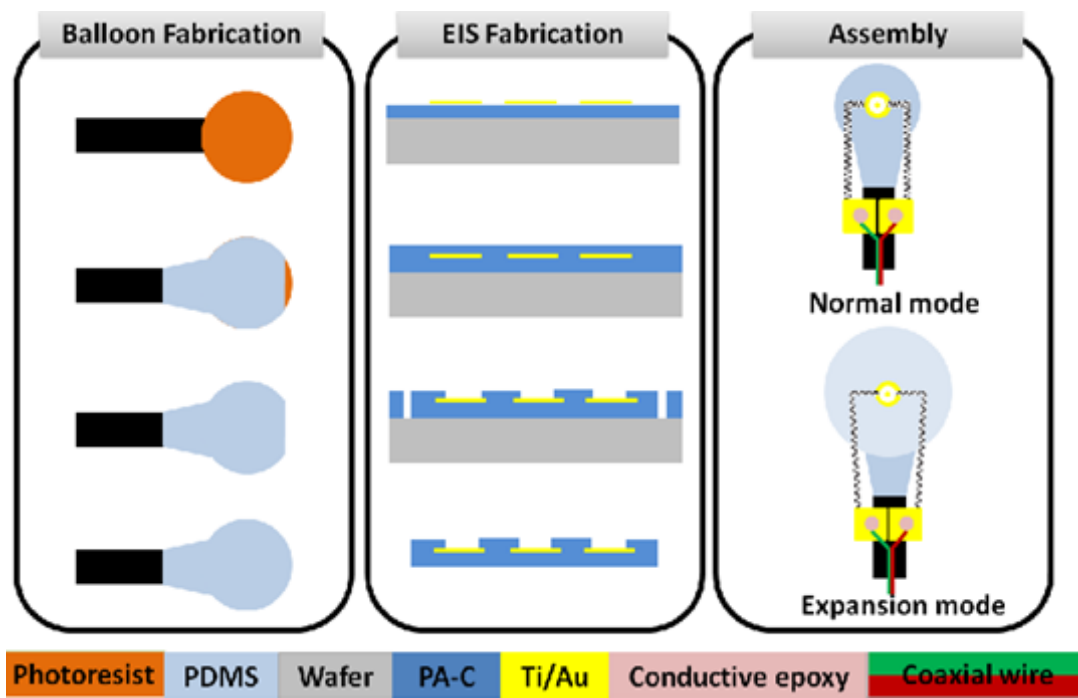 Balloon Fabrication
EIS Fabrication
Assembly
Normal mode
Expansion mode
Photoresist PDMS Wafer PA-C Ti/Au Conductive epoxy Coaxial wire